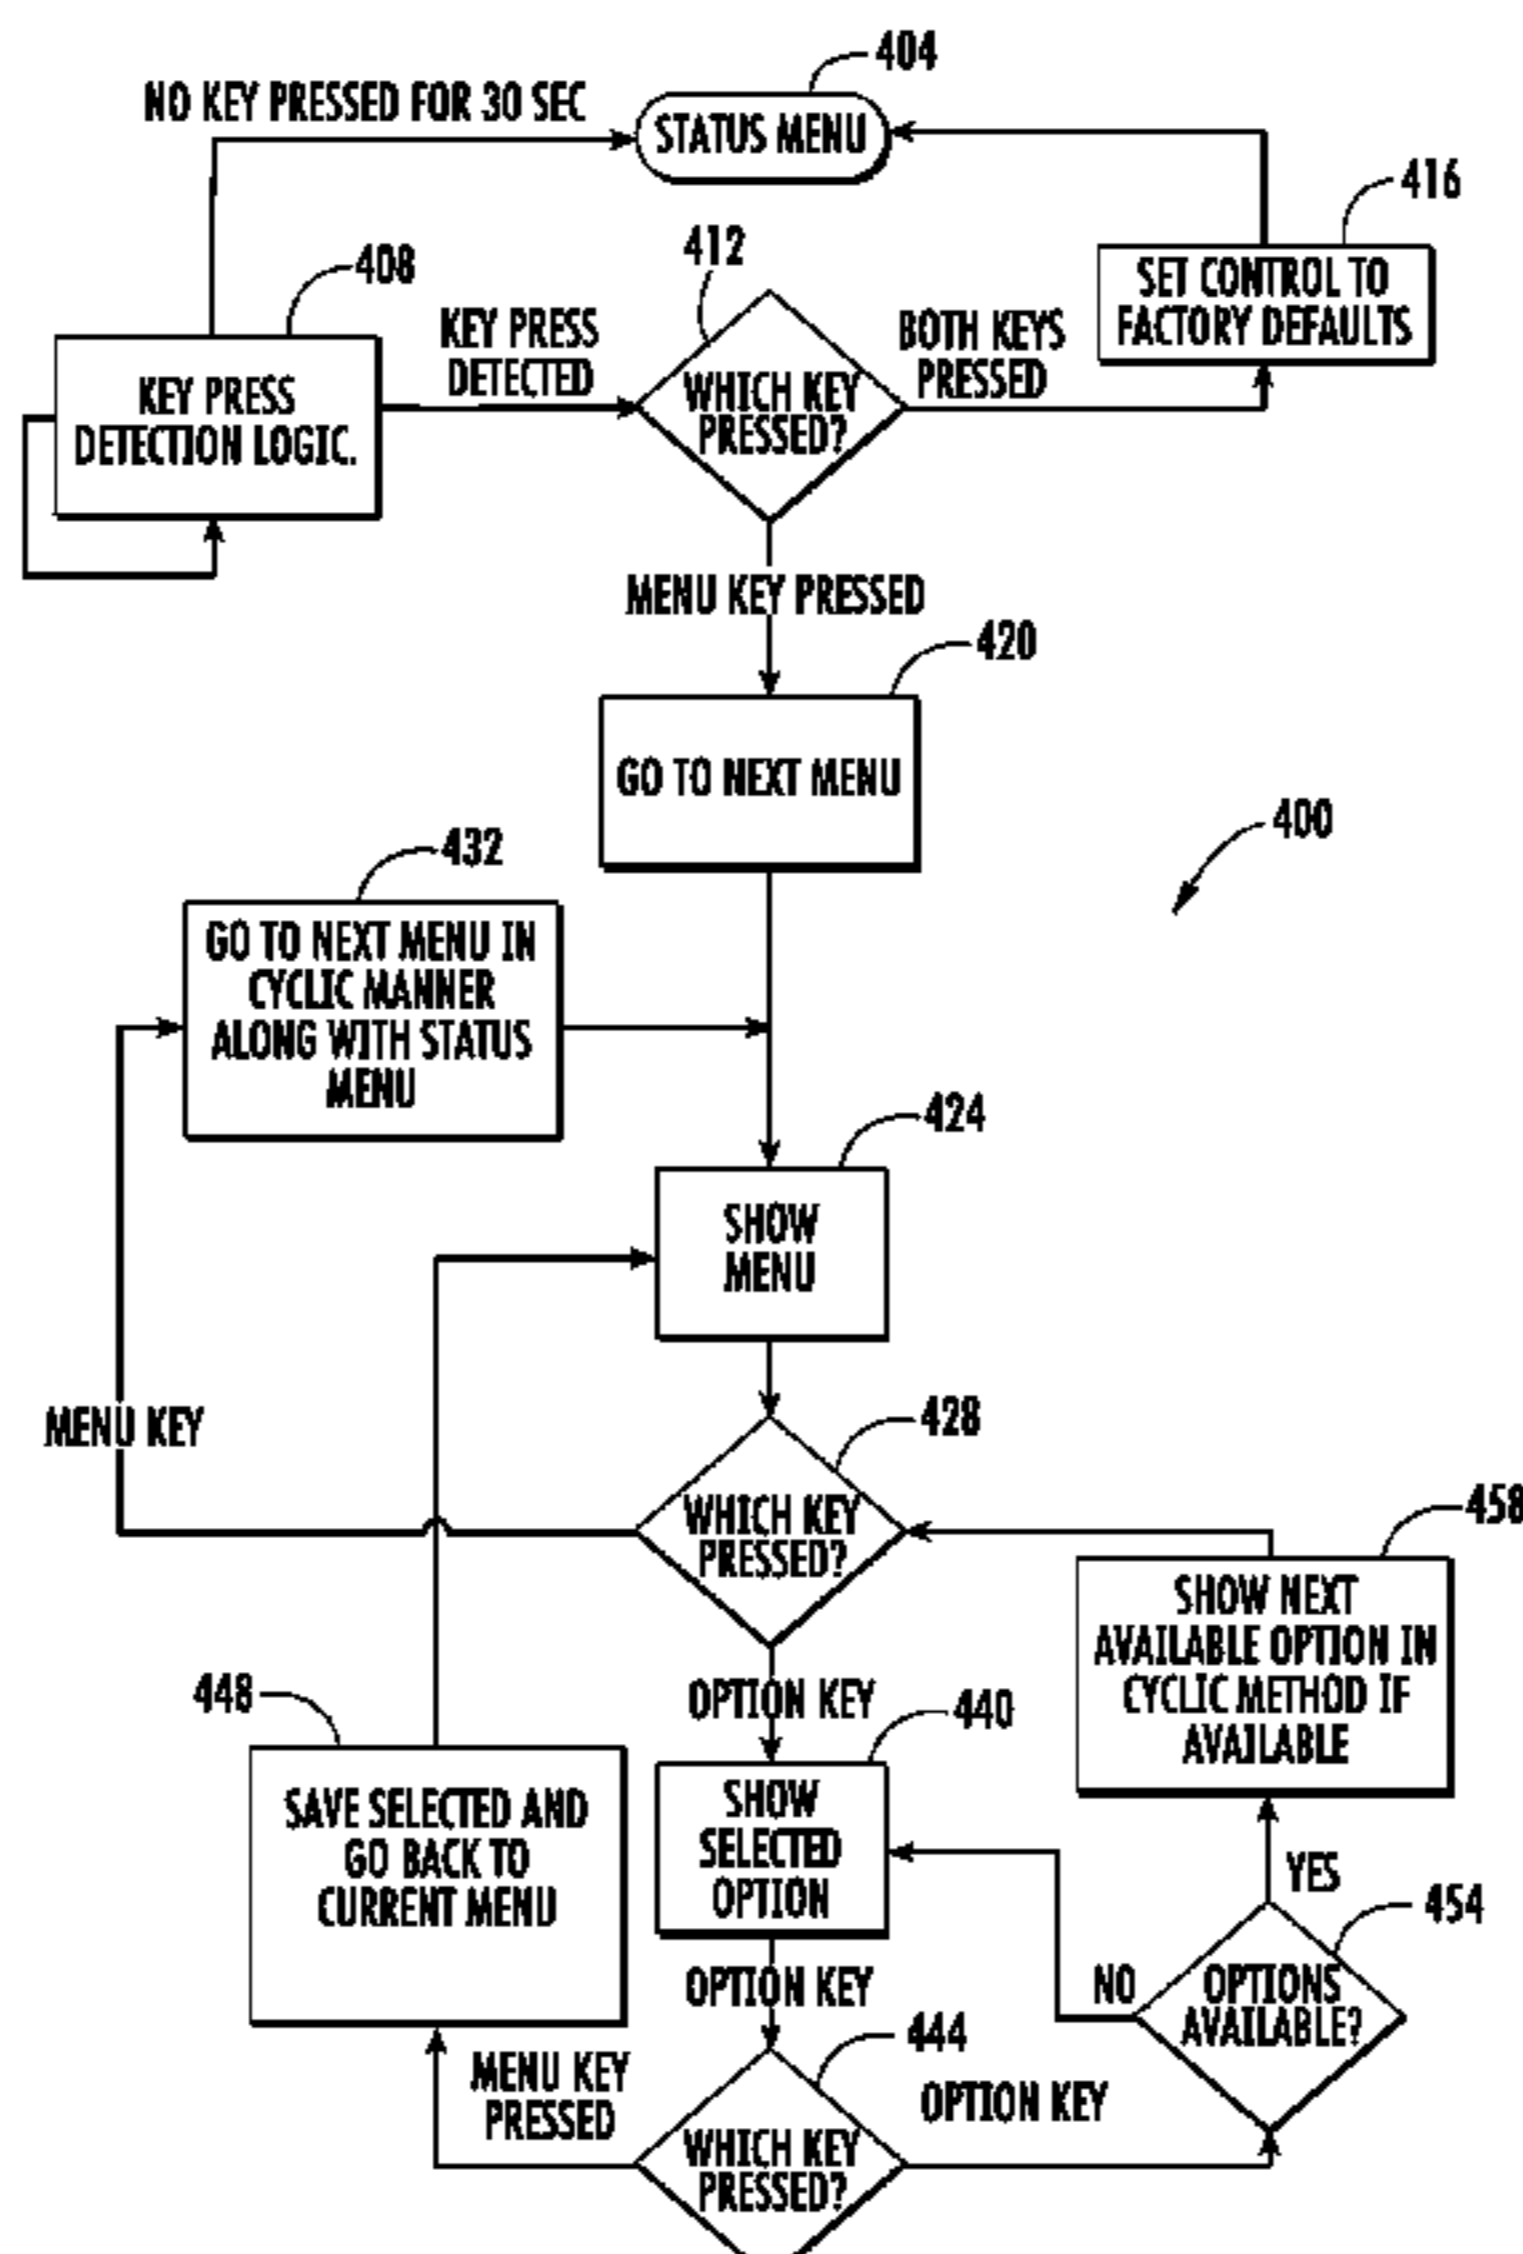 404
NO KEY PRESSED FOR 30 SEC
STATUS MENU
416
412
408
SET CONTROL TO
FACTORY DEFAULTS
KEY PRESS
DETECTED
BOTH KEYS
PRESSED
WHICH KEY
PRESSED?
KEY PRESS
DETECTION LOGIC.
MENU KEY PRESSED
420
GO TO NEXT MENU
400
432
GO TO NEXT MENU IN
CYCLIC MANNER
ALONG WITH STATUS
MENU
424
SHOW
MENU
MENU KEY
428
WHICH KEY
PRESSED?
458
SHOW NEXT
AVAILABLE OPTION IN
CYCLIC METHOD IF
AVAILABLE
448
OPTION KEY
440
SAVE SELECTED AND
GO BACK TO
CURRENT MENU
SHOW
SELECTED
OPTION
YES
454
NO
OPTIONS
AVAILABLE?
OPTION KEY
444
MENU KEY
PRESSED
OPTION KEY
WHICH KEY
PRESSED?